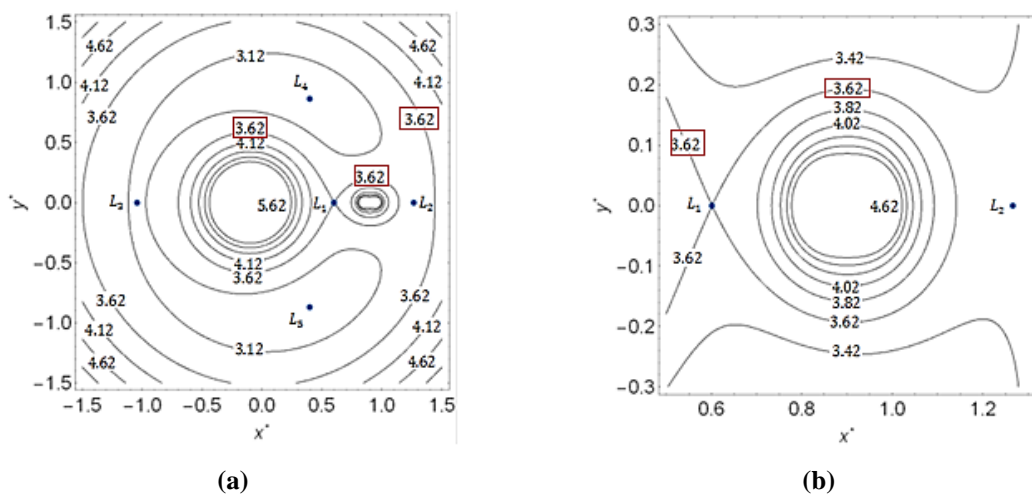 (a)
1.5
4.62 4.62
4.12 3.12 4.12
1.0 L₄
3.62 3.62
0.5 3.62
4.12
3.62
y* 0.0 L₃ 5.62 L₁ L₂
-0.5 4.12
3.62
3.62 3.62
-1.0 L₅
4.12 3.12 4.12
4.62 4.62
-1.5
-1.5 -1.0 -0.5 0.0 0.5 1.0 1.5
x*
(b)
0.3
3.42
0.2 3.62
3.82
4.02
0.1 3.62
y* 0.0 L₁ 4.62 L₂
3.62
-0.1
4.02
3.82
-0.2 3.62
3.42
-0.3
0.6 0.8 1.0 1.2
x*